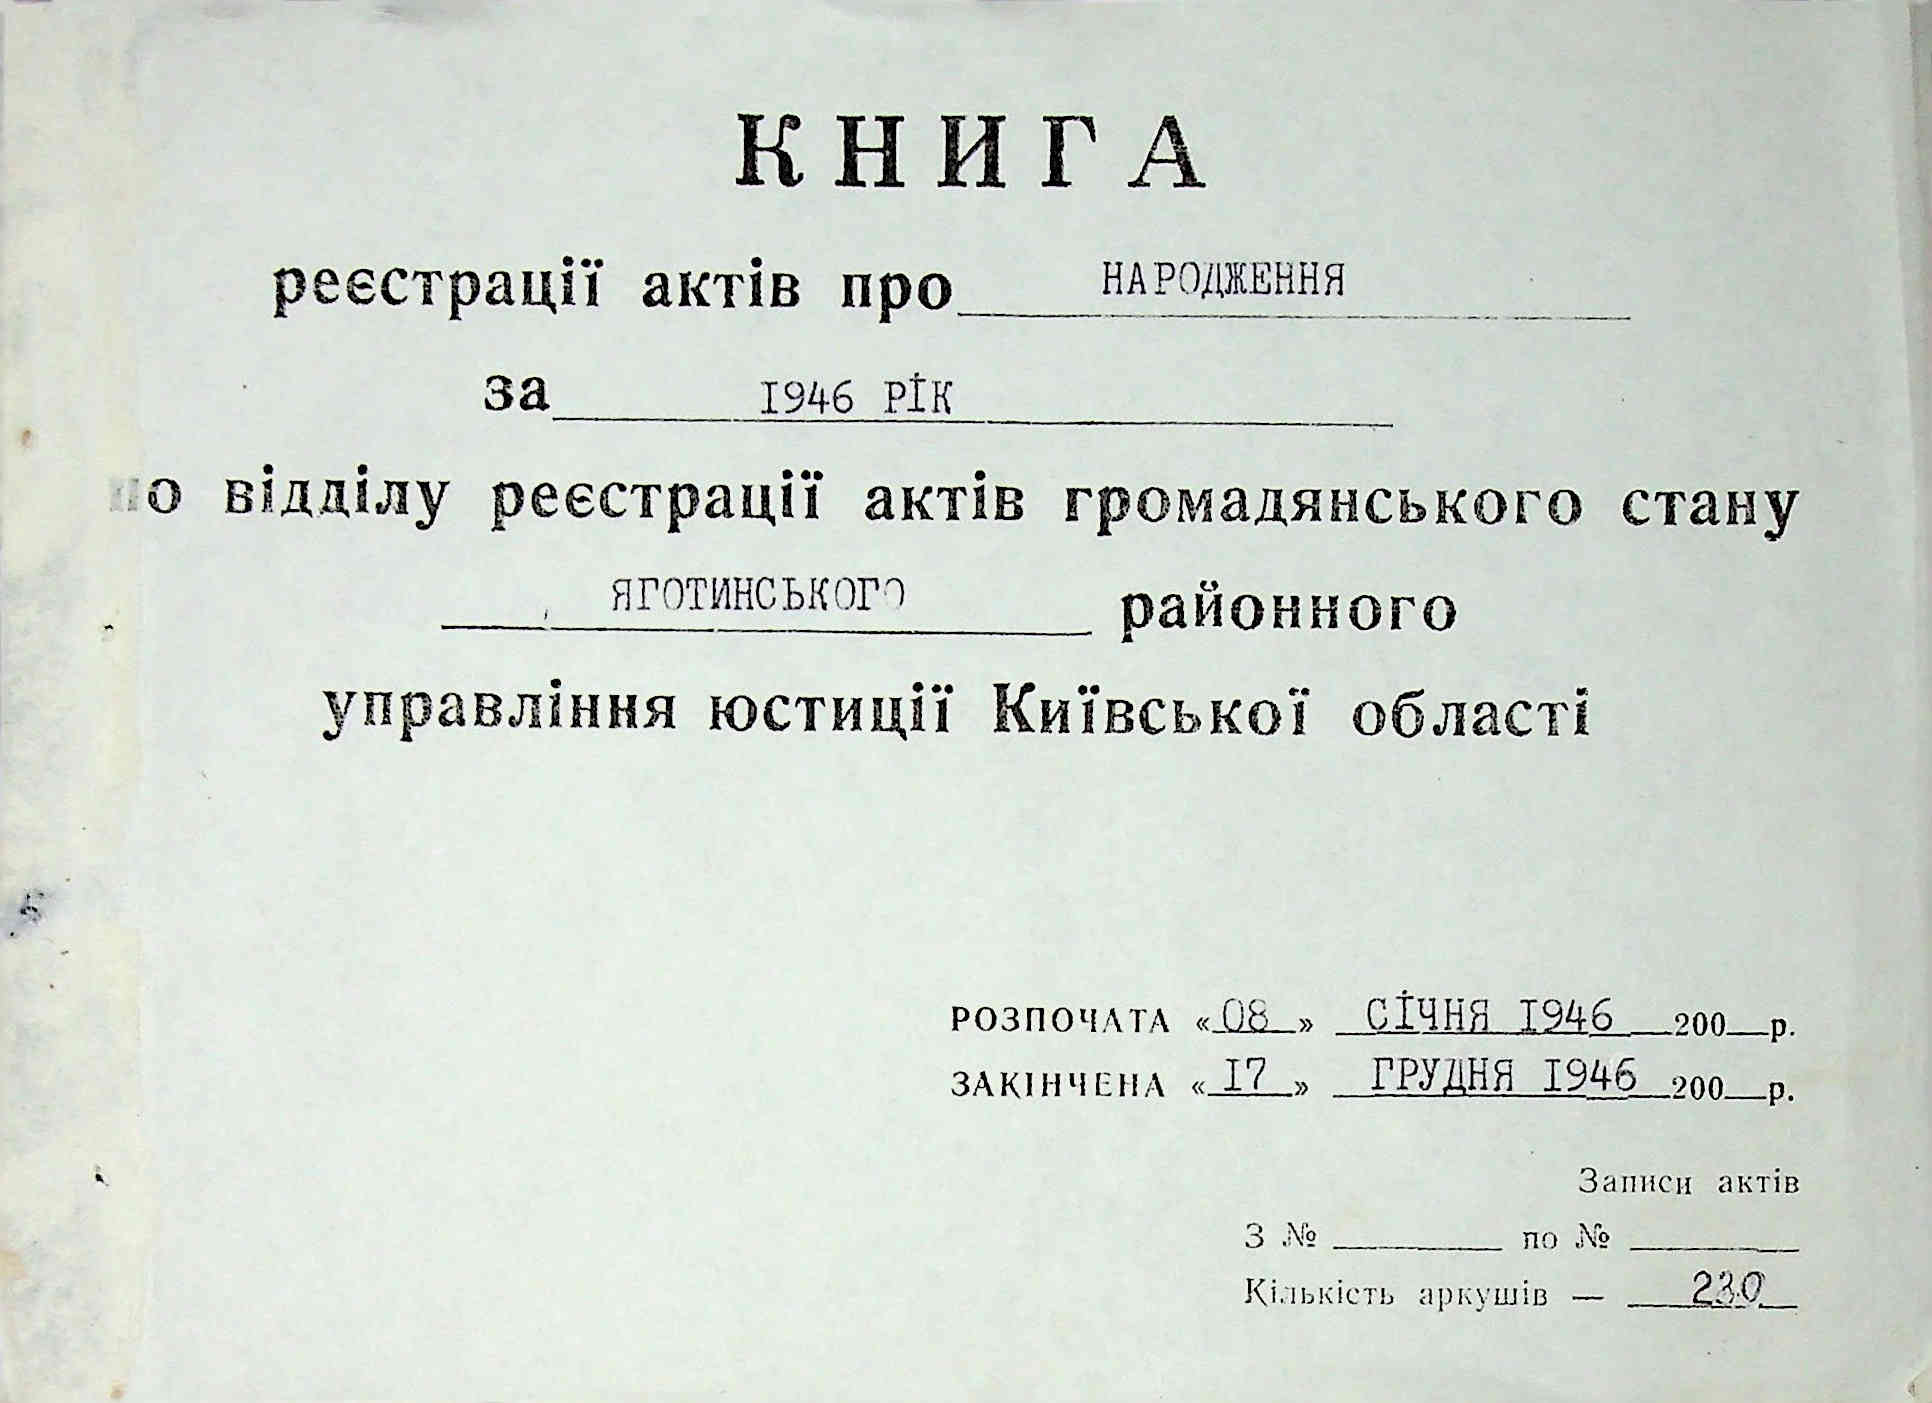 КНИГА
реєстрації актів про НАРОДЖЕННЯ
за 1946 РІК
по відділу реєстрації актів громадянського стану
ЯГОТИНСЬКОГО районного
управління юстиції Київської області
РОЗПОЧАТА «08» СІЧНЯ 1946 200 р.
ЗАКІНЧЕНА «17» ГРУДНЯ 1946 200 р.
Записи актів
З № по №
Кількість аркушів — 230